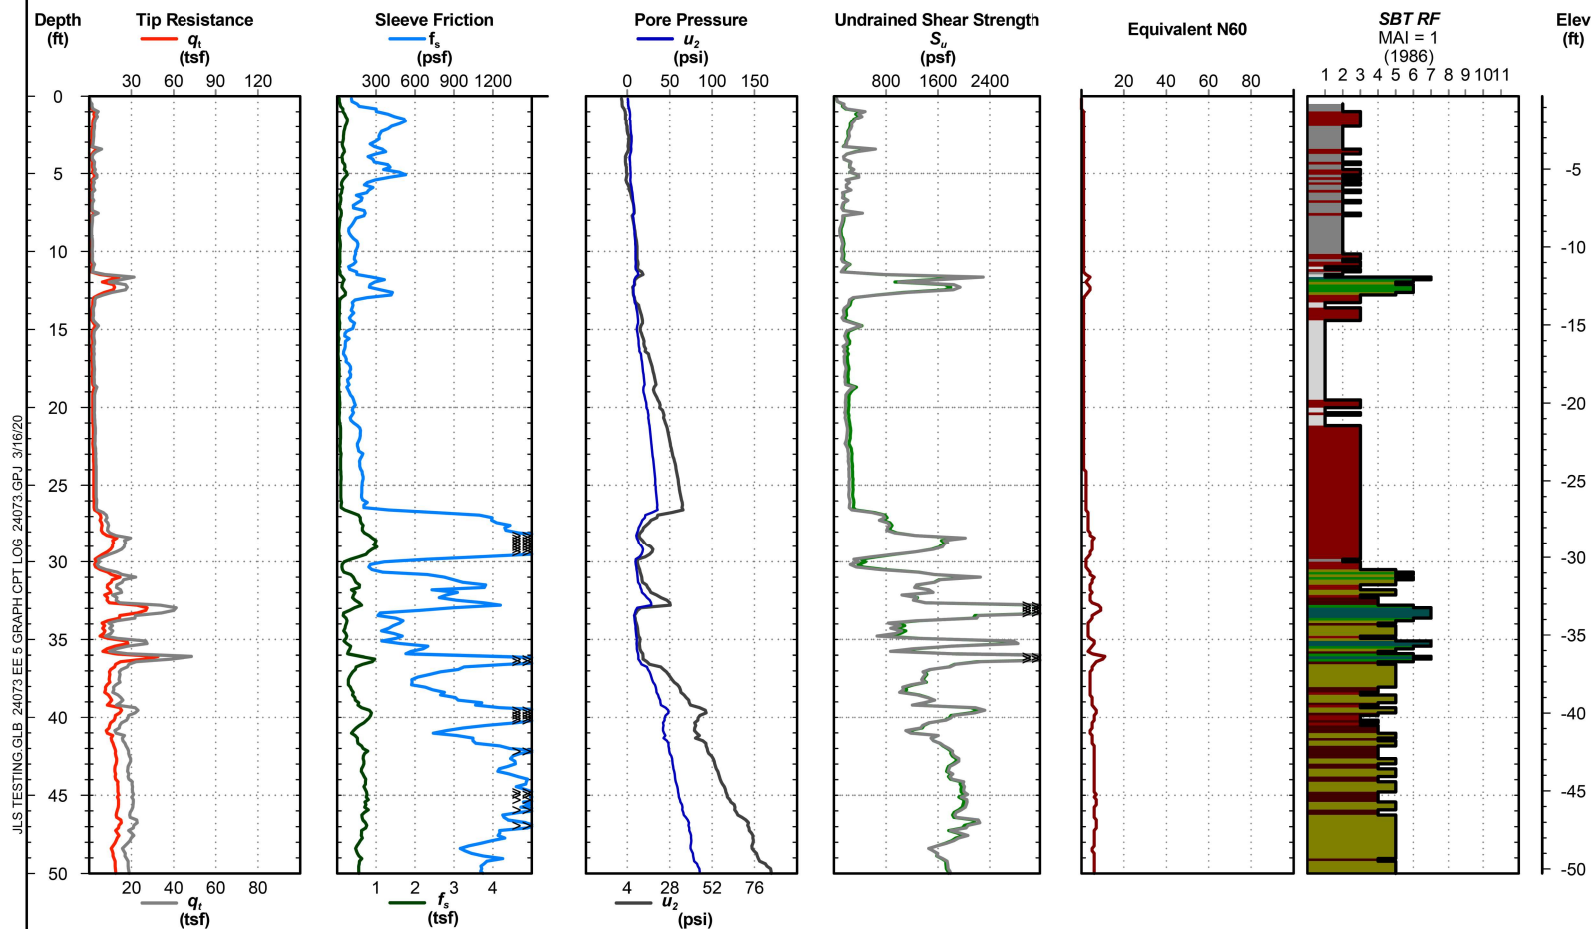 Depth
(ft)
Tip Resistance
qt
(tsf)
Sleeve Friction
fs
(psf)
Pore Pressure
u2
(psi)
Undrained Shear Strength
Su
(psf)
Equivalent N60
SBT RF
MAI = 1
(1986)
Elev
(ft)
30 60 90 120
300 600 900 1200
0 50 100 150
800 1600 2400
20 40 60 80
1 2 3 4 5 6 7 8 9 10 11
0
5
10
15
20
25
30
35
40
45
50
-5
-10
-15
-20
-25
-30
-35
-40
-45
-50
20 40 60 80
qt
(tsf)
1 2 3 4
fs
(tsf)
4 28 52 76
u2
(psi)
JLS TESTING.GLB 24073 EE 5 GRAPH CPT LOG 24073.GPJ 3/16/20